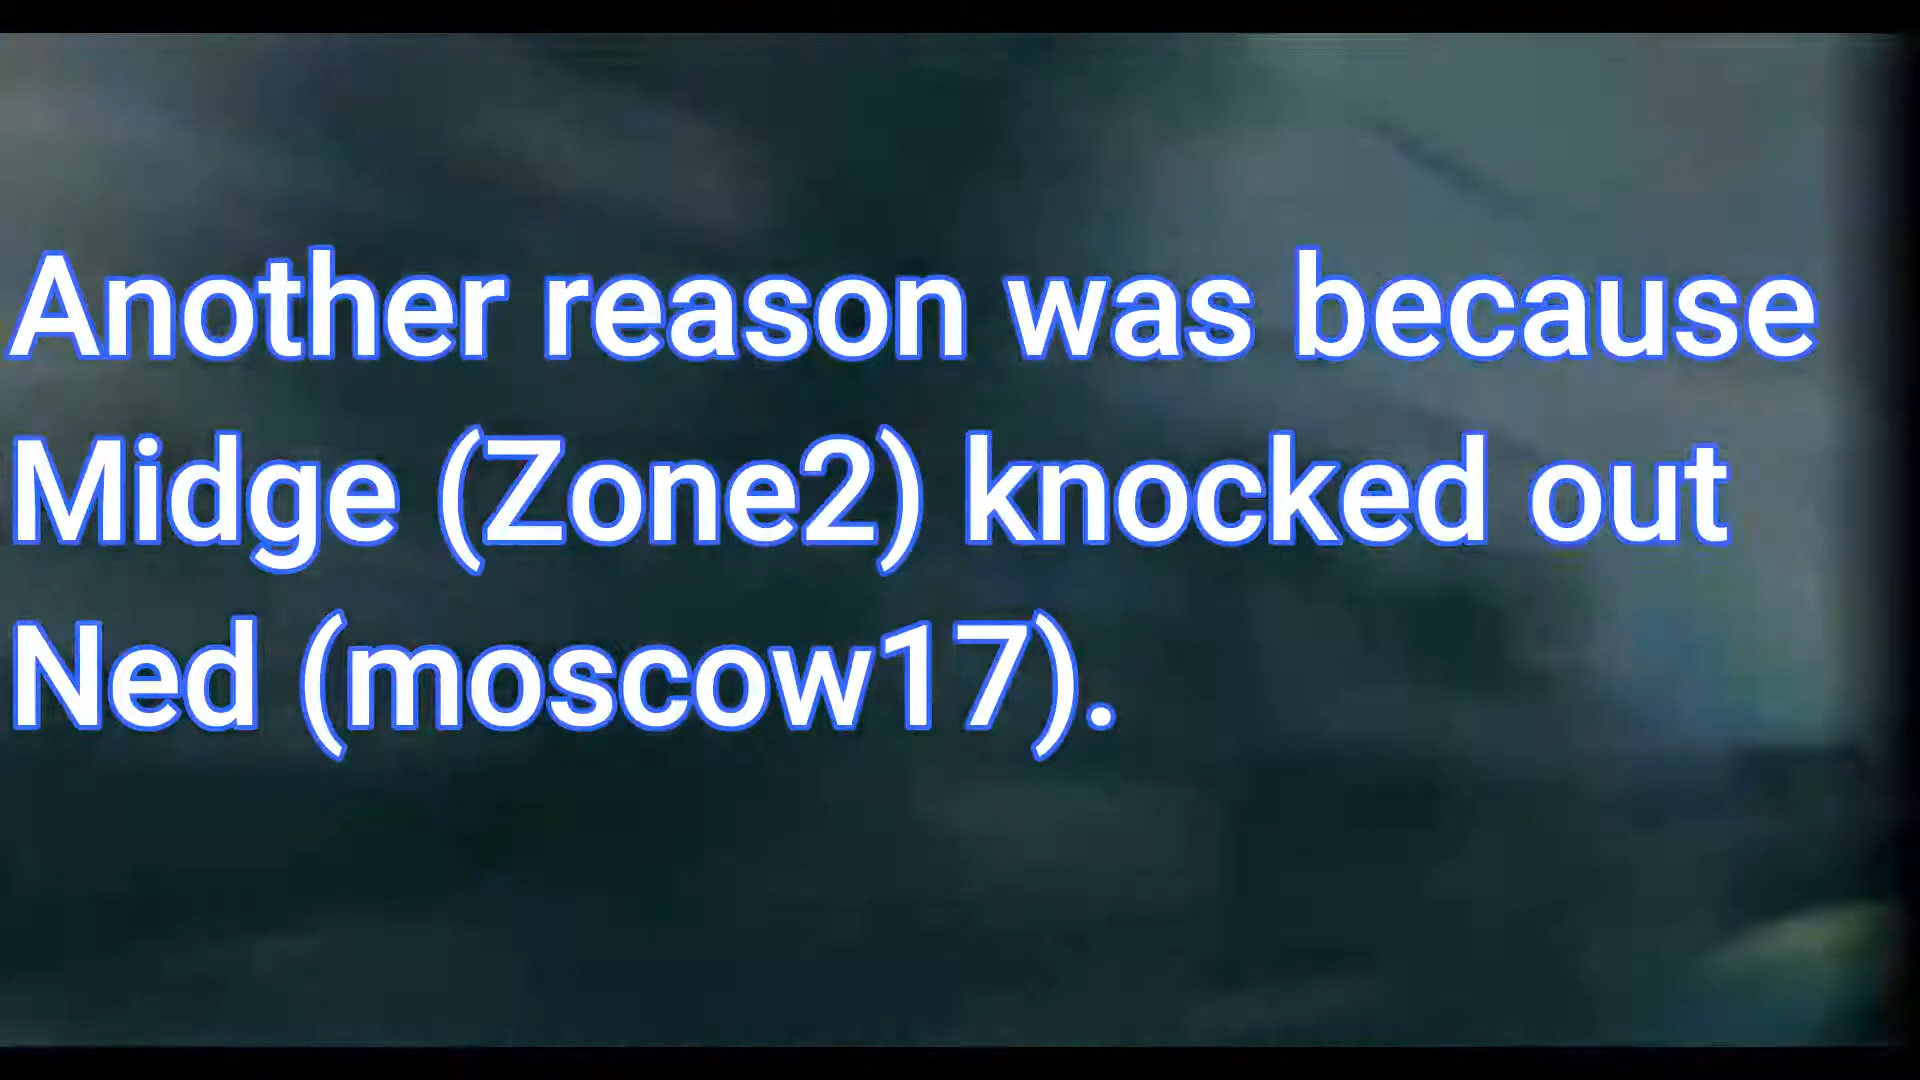 Another reason was because
Midge (Zone2) knocked out
Ned (moscow17).